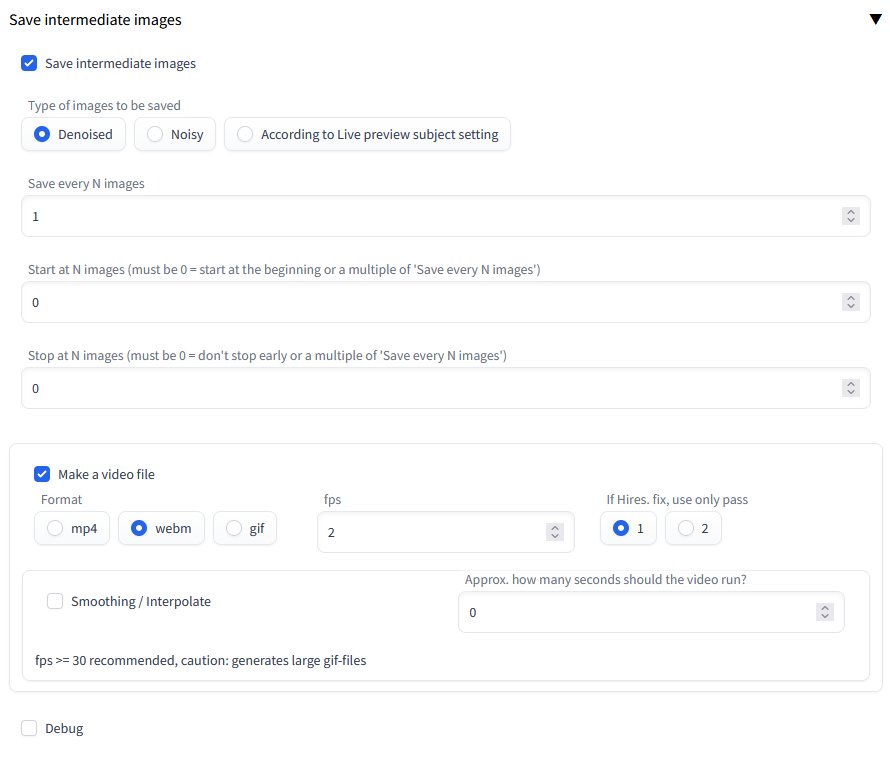 Save intermediate images ▼
Save intermediate images
Type of images to be saved
Denoised Noisy According to Live preview subject setting
Save every N images
1
Start at N images (must be 0 = start at the beginning or a multiple of 'Save every N images')
0
Stop at N images (must be 0 = don't stop early or a multiple of 'Save every N images')
0
Make a video file
Format fps If Hires. fix, use only pass
mp4 webm gif 2 1 2
Approx. how many seconds should the video run?
Smoothing / Interpolate 0
fps >= 30 recommended, caution: generates large gif-files
Debug